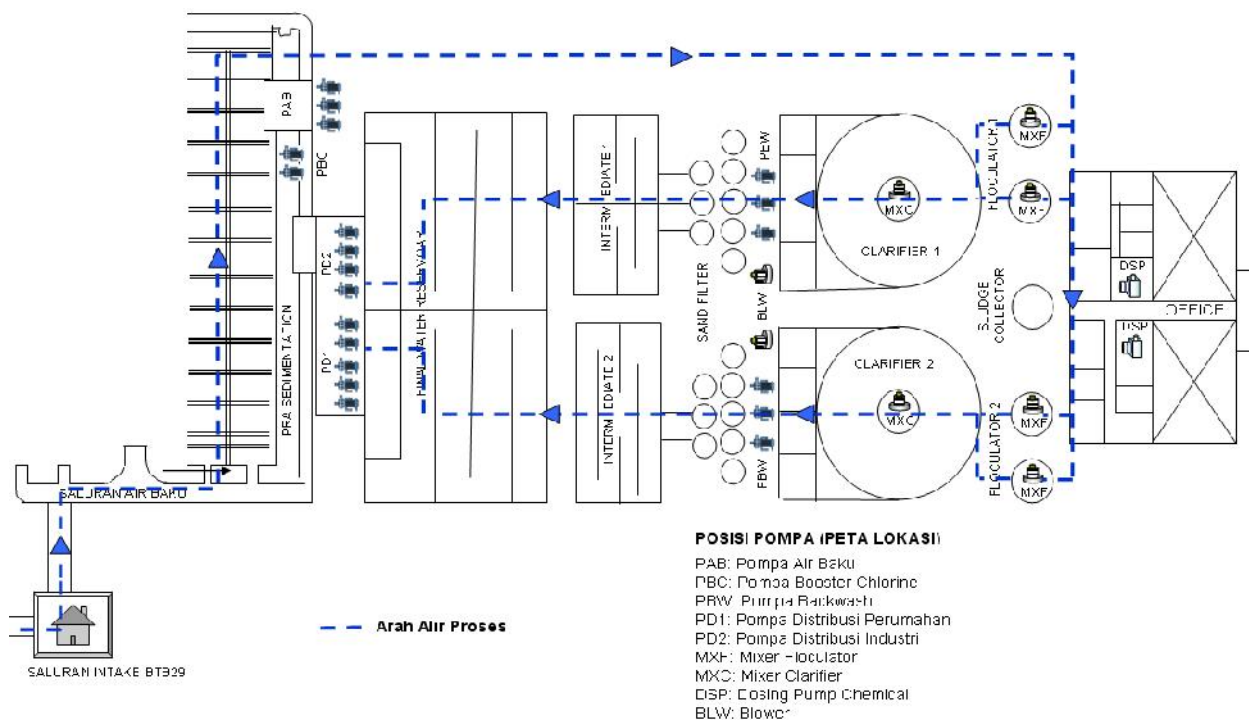 PAB
PBC
PD2
PD1
PRA SEDIMENTATION
FINAL WATER RESERVOAR
INTERMEDIATE 1
INTERMEDIATE 2
SAND FILTER
BLW
MXC
CLARIFIER 1
CLARIFIER 2
MXC
FLOCULATOR 1
MXF
MXF
SLUDGE
COLLECTOR
FLOCULATOR 2
MXF
MXF
DSP
OFFICE
DSP
SALURAN AIR BAKU
SALURAN INTAKE BTB29
Arah Alir Proses
POSISI POMPA (PETA LOKASI)
PAB: Pompa Air Baku
PBC: Pompa Booster Chlorine
PBW: Pompa Backwash
PD1: Pompa Distribusi Perumahan
PD2: Pompa Distribusi Industri
MXF: Mixer Floculator
MXC: Mixer Clarifier
DSP: Dosing Pump Chemical
BLW: Blower